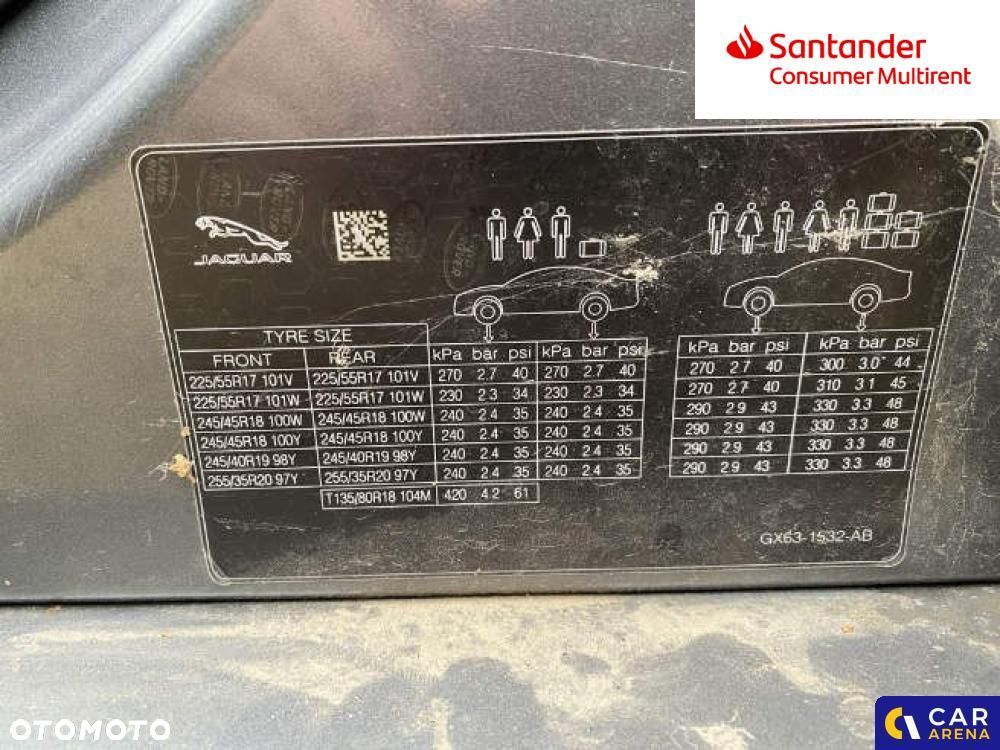 Santander
Consumer Multirent
JAGUAR
TYRE SIZE
FRONT REAR kPa bar psi kPa bar psi kPa bar psi kPa bar psi
225/55R17 101V 225/55R17 101V 270 2.7 40 270 2.7 40 270 2.7 40 300 3.0 44
225/55R17 101W 225/55R17 101W 230 2.3 34 230 2.3 34 270 2.7 40 310 3.1 45
245/45R18 100W 245/45R18 100W 240 2.4 35 240 2.4 35 290 2.9 43 330 3.3 48
245/45R18 100Y 245/45R18 100Y 240 2.4 35 240 2.4 35 290 2.9 43 330 3.3 48
245/40R19 98Y 245/40R19 98Y 240 2.4 35 240 2.4 35 290 2.9 43 330 3.3 48
255/35R20 97Y 255/35R20 97Y 240 2.4 35 240 2.4 35 290 2.9 43 330 3.3 48
T135/80R18 104M 420 4.2 61
GX63-1532-AB
OTOMOTO
CAR
ARENA